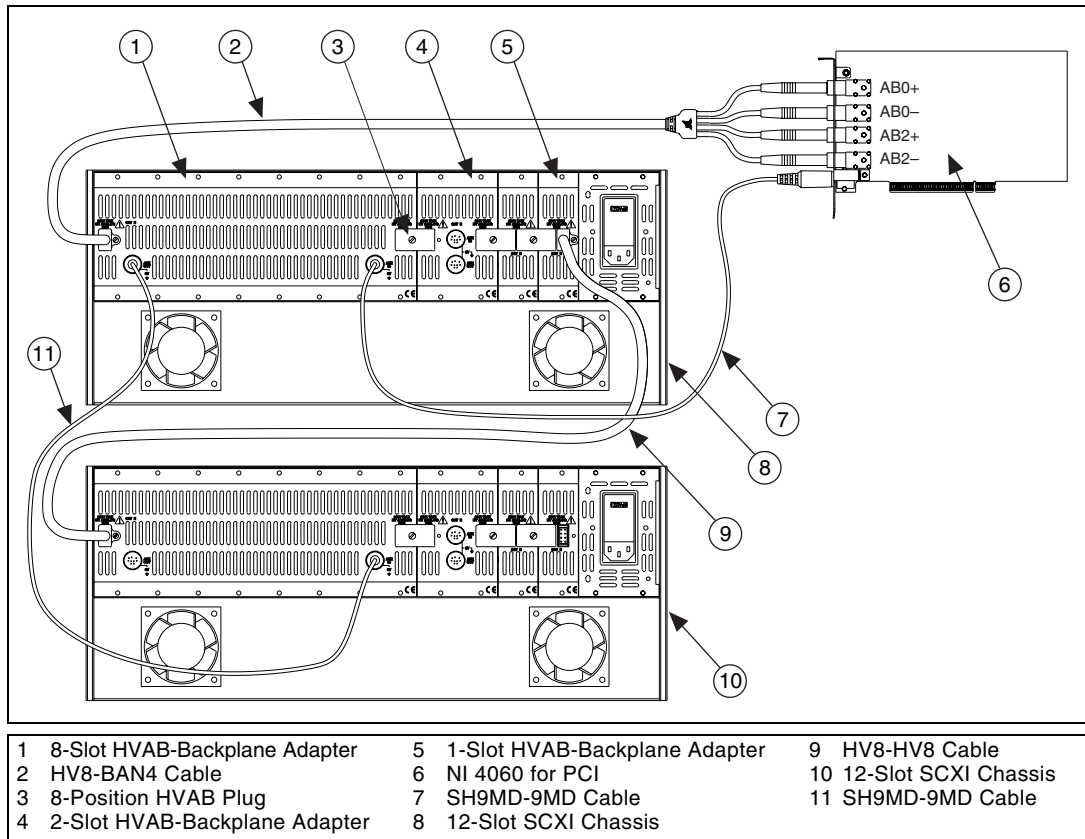 1
2
3
4
5
AB0+
AB0–
AB2+
AB2–
6
7
8
9
10
11
1 8-Slot HVAB-Backplane Adapter
2 HV8-BAN4 Cable
3 8-Position HVAB Plug
4 2-Slot HVAB-Backplane Adapter
5 1-Slot HVAB-Backplane Adapter
6 NI 4060 for PCI
7 SH9MD-9MD Cable
8 12-Slot SCXI Chassis
9 HV8-HV8 Cable
10 12-Slot SCXI Chassis
11 SH9MD-9MD Cable